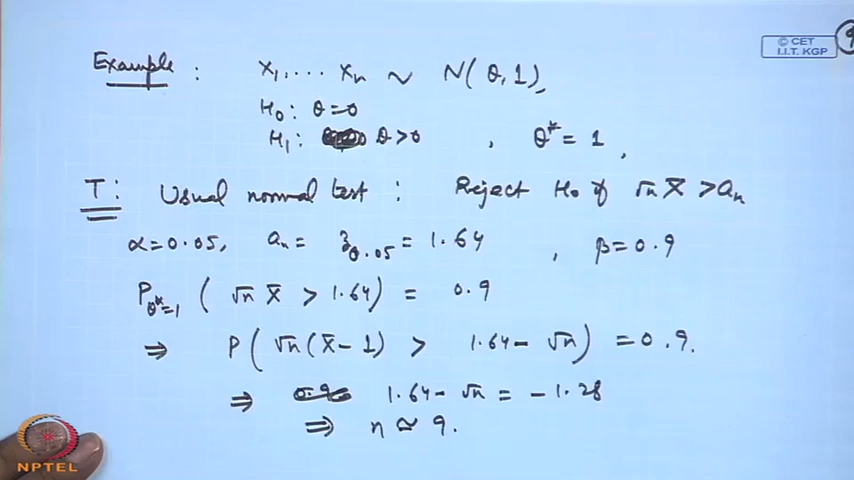 © CET
I.I.T. KGP
9
Example : X₁, .... Xₙ ~ N(θ, 1),
H₀: θ = 0
H₁: θ > 0 , θ* = 1 ,
T: Usual normal test : Reject H₀ if √n X̄ > aₙ
α = 0.05, aₙ = z₀.₀₅ = 1.64 , β = 0.9
P_θ*=1 ( √n X̄ > 1.64) = 0.9
⇒ P( √n (X̄ − 1) > 1.64 − √n ) = 0.9.
⇒ 1.64 − √n = − 1.28
⇒ n ≃ 9.
NPTEL